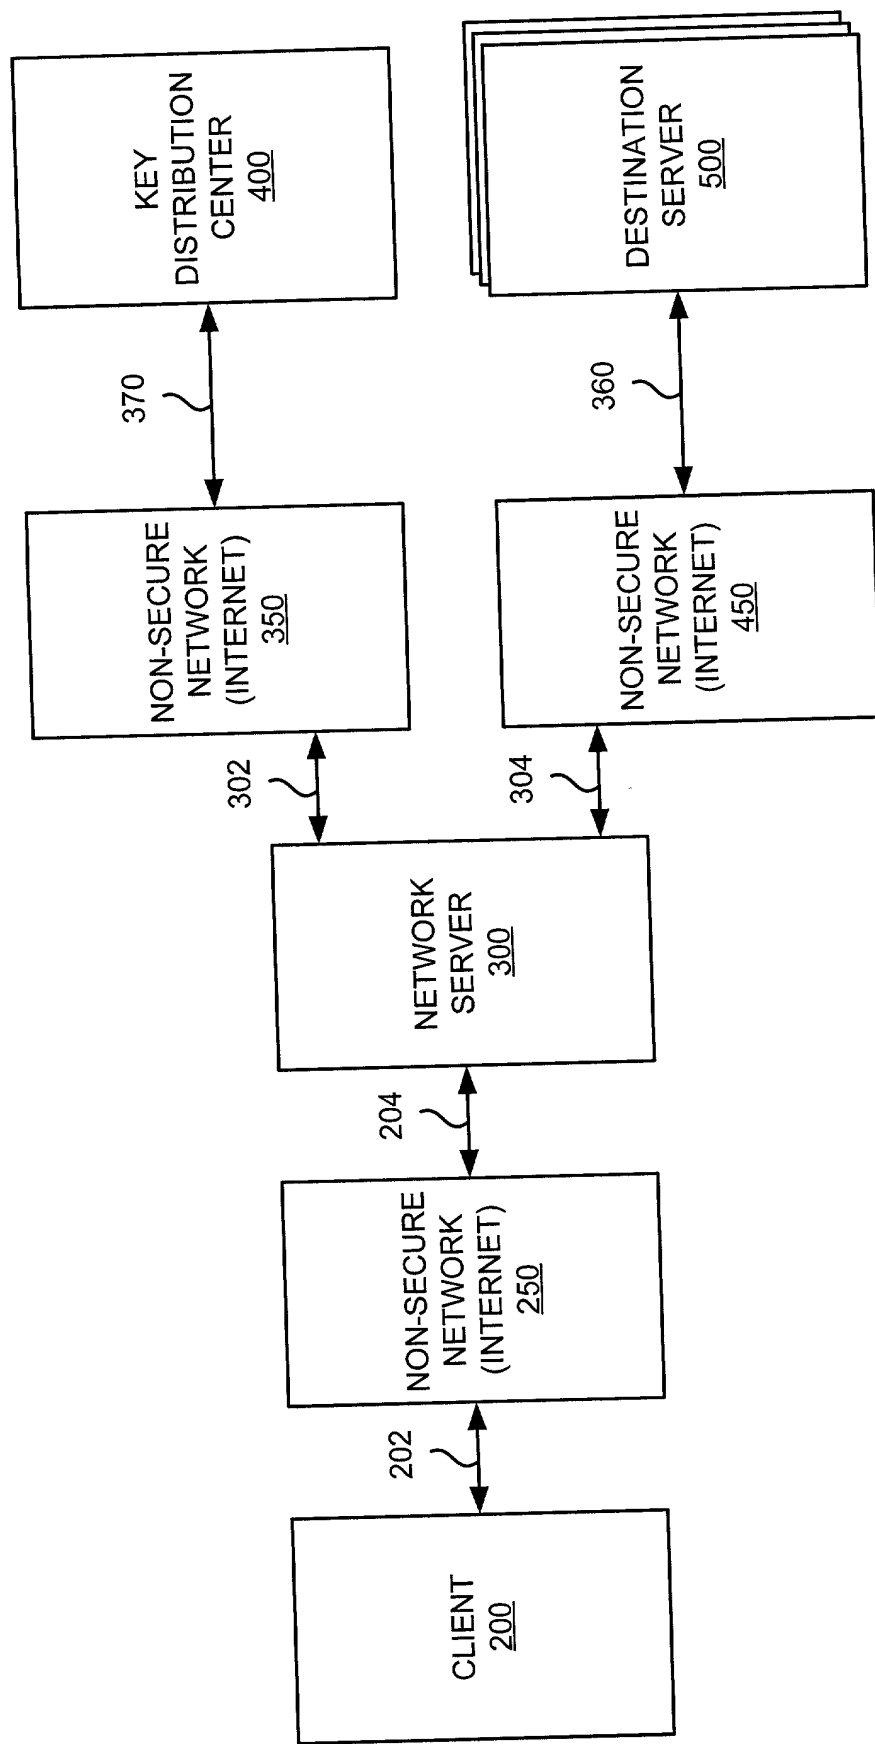 CLIENT
200
202
NON-SECURE
NETWORK
(INTERNET)
250
204
NETWORK
SERVER
300
302
NON-SECURE
NETWORK
(INTERNET)
350
370
KEY
DISTRIBUTION
CENTER
400
304
NON-SECURE
NETWORK
(INTERNET)
450
360
DESTINATION
SERVER
500